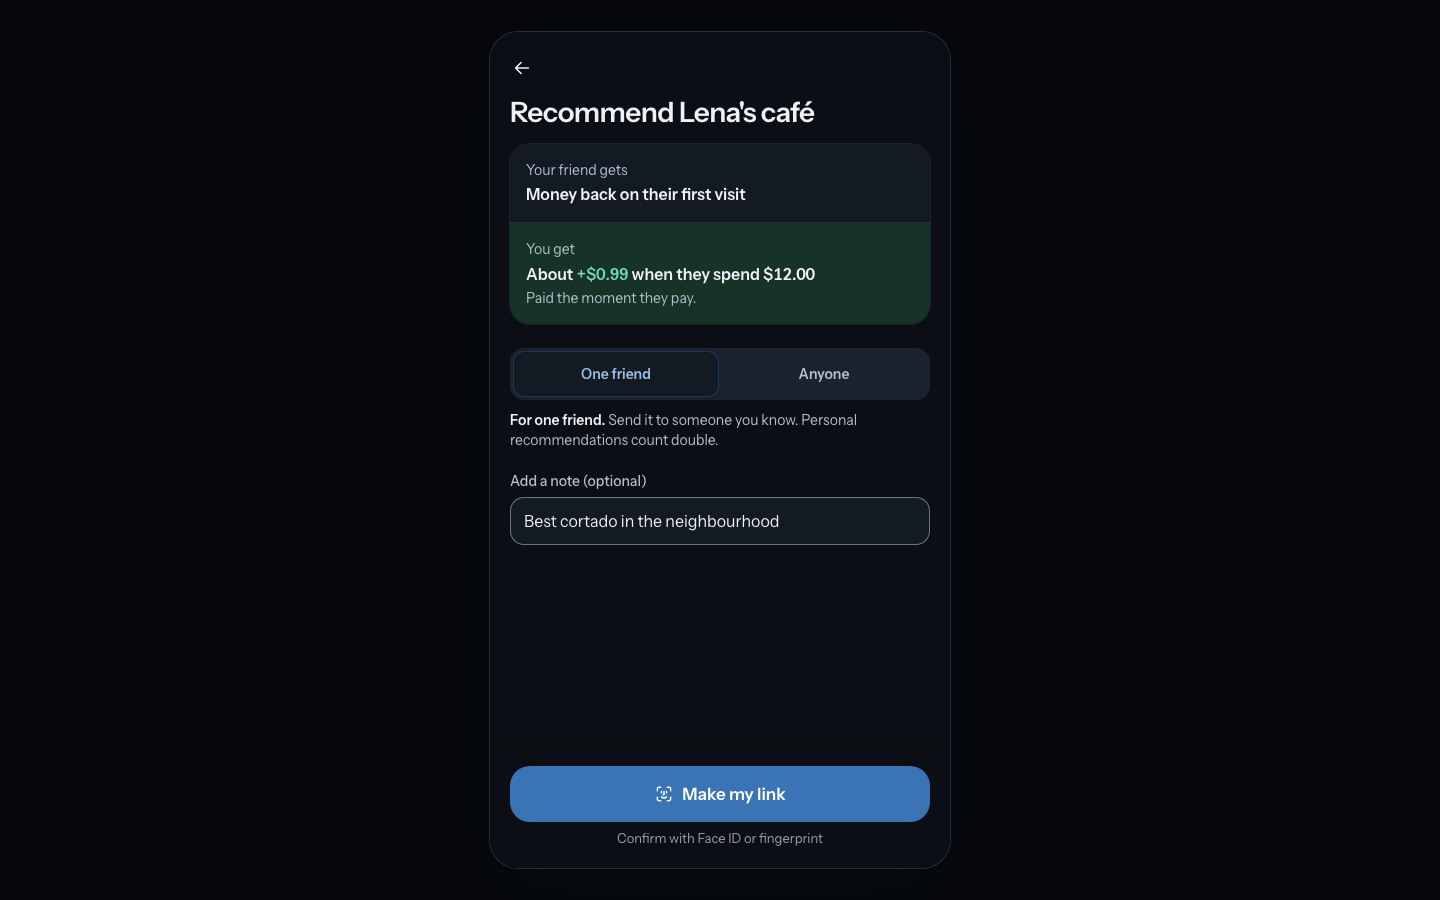 Recommend Lena's café
Your friend gets
Money back on their first visit
You get
About +$0.99 when they spend $12.00
Paid the moment they pay.
One friend
Anyone
For one friend. Send it to someone you know. Personal
recommendations count double.
Add a note (optional)
Best cortado in the neighbourhood
Make my link
Confirm with Face ID or fingerprint